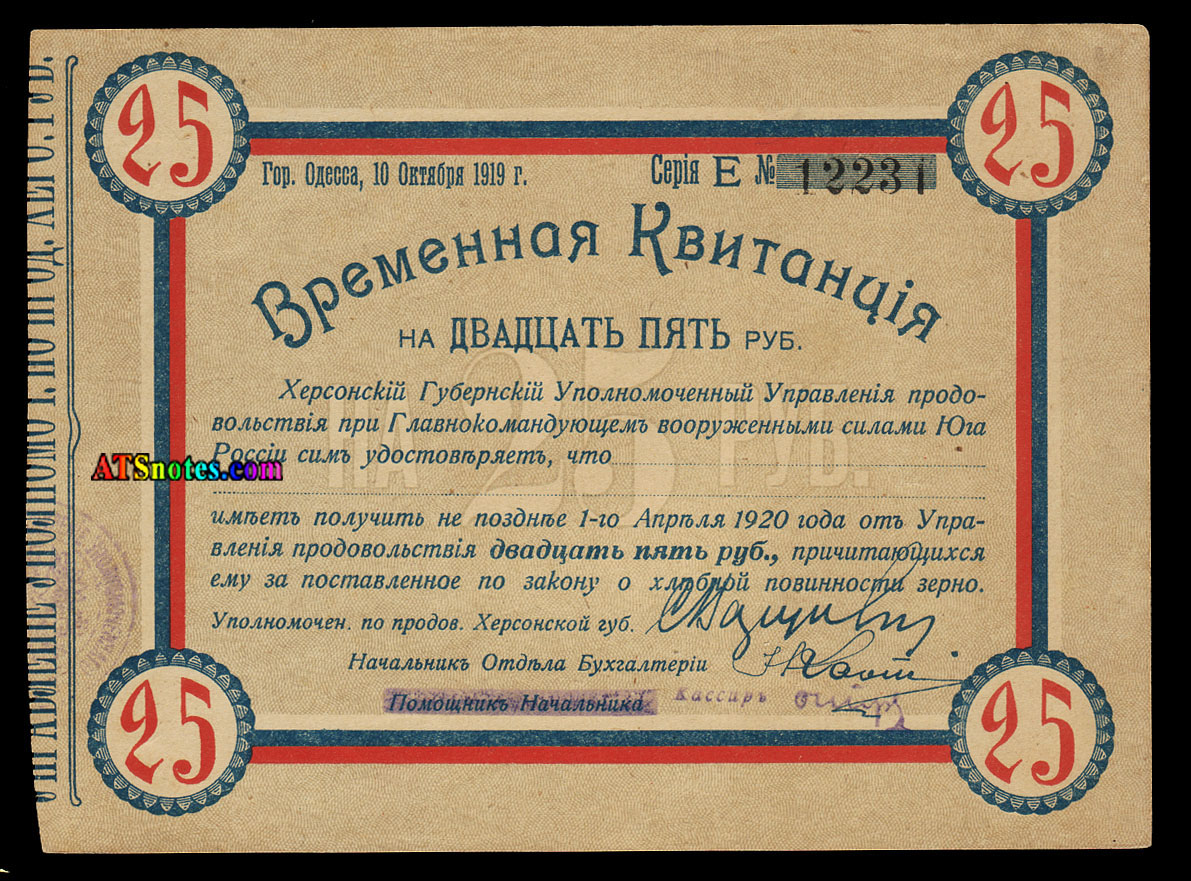 25
25
Гор. Одесса, 10 Октября 1919 г.
Серія Е № 12231
Временная Квитанція
НА ДВАДЦАТЬ ПЯТЬ РУБ.
НА 25 РУБ.
Херсонскій Губернскій Уполномоченный Управленія продо-
вольствія при Главнокомандующемъ вооруженными силами Юга
Россіи симъ удостовѣряетъ, что
ATSnotes.com
имѣетъ получить не позднѣе 1-го Апрѣля 1920 года отъ Упра-
вленія продовольствія двадцать пять руб., причитающихся
ему за поставленное по закону о хлѣбной повинности зерно.
Уполномочен. по продов. Херсонской губ.
Начальникъ Отдѣла Бухгалтеріи
Помощникъ Начальника Кассиръ
25
25